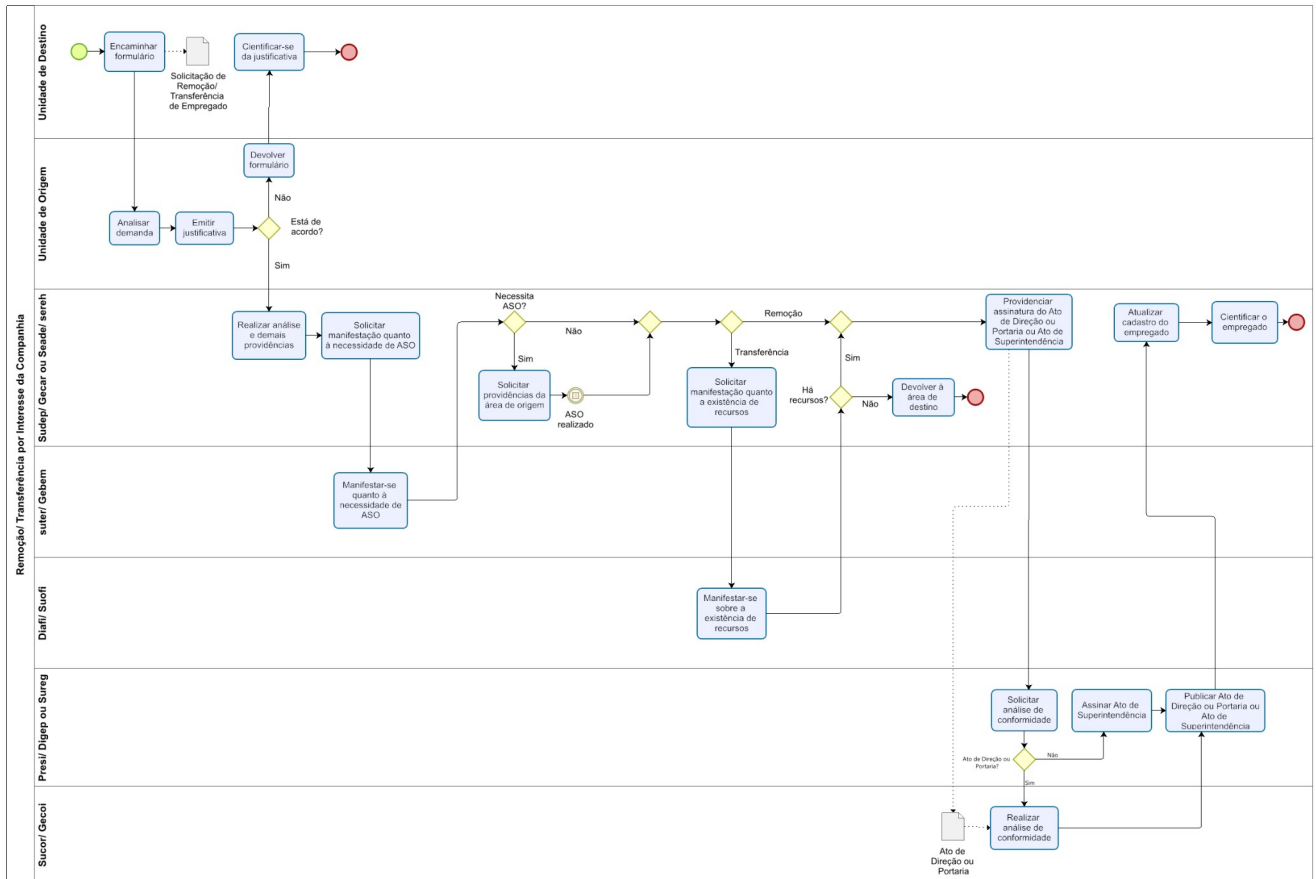 Remoção/ Transferência por Interesse da Companhia
Unidade de Destino
Encaminhar
formulário
Solicitação de
Remoção/
Transferência
de Empregado
Cientificar-se
da justificativa
Unidade de Origem
Devolver
formulário
Não
Analisar
demanda
Emitir
justificativa
Está de
acordo?
Sim
Suidep/ Gecar ou Seade/ sereh
Realizar análise
e demais
providências
Solicitar
manifestação quanto
à necessidade de ASO
Necessita
ASO?
Não
Sim
Solicitar
providências da
área de origem
ASO
realizado
Remoção
Transferência
Solicitar
manifestação quanto
a existência de
recursos
Sim
Há
recursos?
Não
Devolver à
área de
destino
Providenciar
assinatura do Ato
de Direção ou
Portaria ou Ato de
Superintendência
Atualizar
cadastro do
empregado
Cientificar o
empregado
suter/ Gebem
Manifestar-se
quanto à
necessidade de
ASO
Diafi/ Suofi
Manifestar-se
sobre a
existência de
recursos
Presi/ Digep ou Sureg
Solicitar
análise de
conformidade
Ato de Direção ou
Portaria?
Não
Sim
Assinar Ato de
Superintendência
Publicar Ato de
Direção ou Portaria ou
Ato de
Superintendência
Sucor/ Gecoi
Ato de
Direção ou
Portaria
Realizar
análise de
conformidade